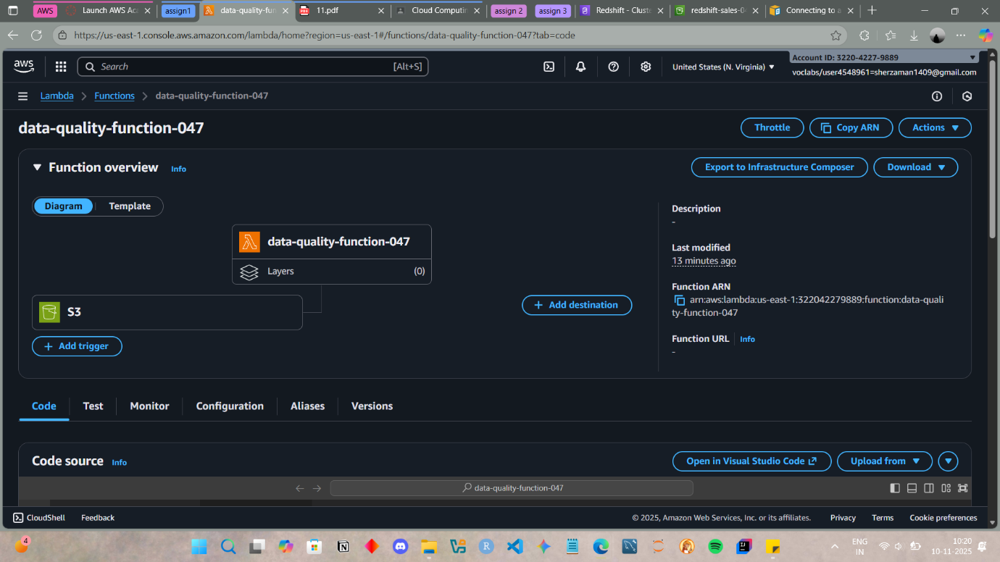 AWS
Launch AWS Aca
assign1
data-quality-fun
11.pdf
Cloud Computin
assign 2
assign 3
Redshift - Cluste
redshift-sales-04
Connecting to a
https://us-east-1.console.aws.amazon.com/lambda/home?region=us-east-1#/functions/data-quality-function-047?tab=code
aws
Search
[Alt+S]
United States (N. Virginia)
Account ID: 3220-4227-9889
voclabs/user4548961=sherzaman1409@gmail.com
Lambda
Functions
data-quality-function-047
data-quality-function-047
Throttle
Copy ARN
Actions
Function overview
Info
Export to Infrastructure Composer
Download
Diagram
Template
data-quality-function-047
Layers
(0)
S3
Add trigger
Add destination
Description
-
Last modified
13 minutes ago
Function ARN
arn:aws:lambda:us-east-1:322042279889:function:data-quali
ty-function-047
Function URL
Info
-
Code
Test
Monitor
Configuration
Aliases
Versions
Code source
Info
Open in Visual Studio Code
Upload from
data-quality-function-047
CloudShell
Feedback
© 2025, Amazon Web Services, Inc. or its affiliates.
Privacy
Terms
Cookie preferences
4
ENG
IN
10:20
10-11-2025